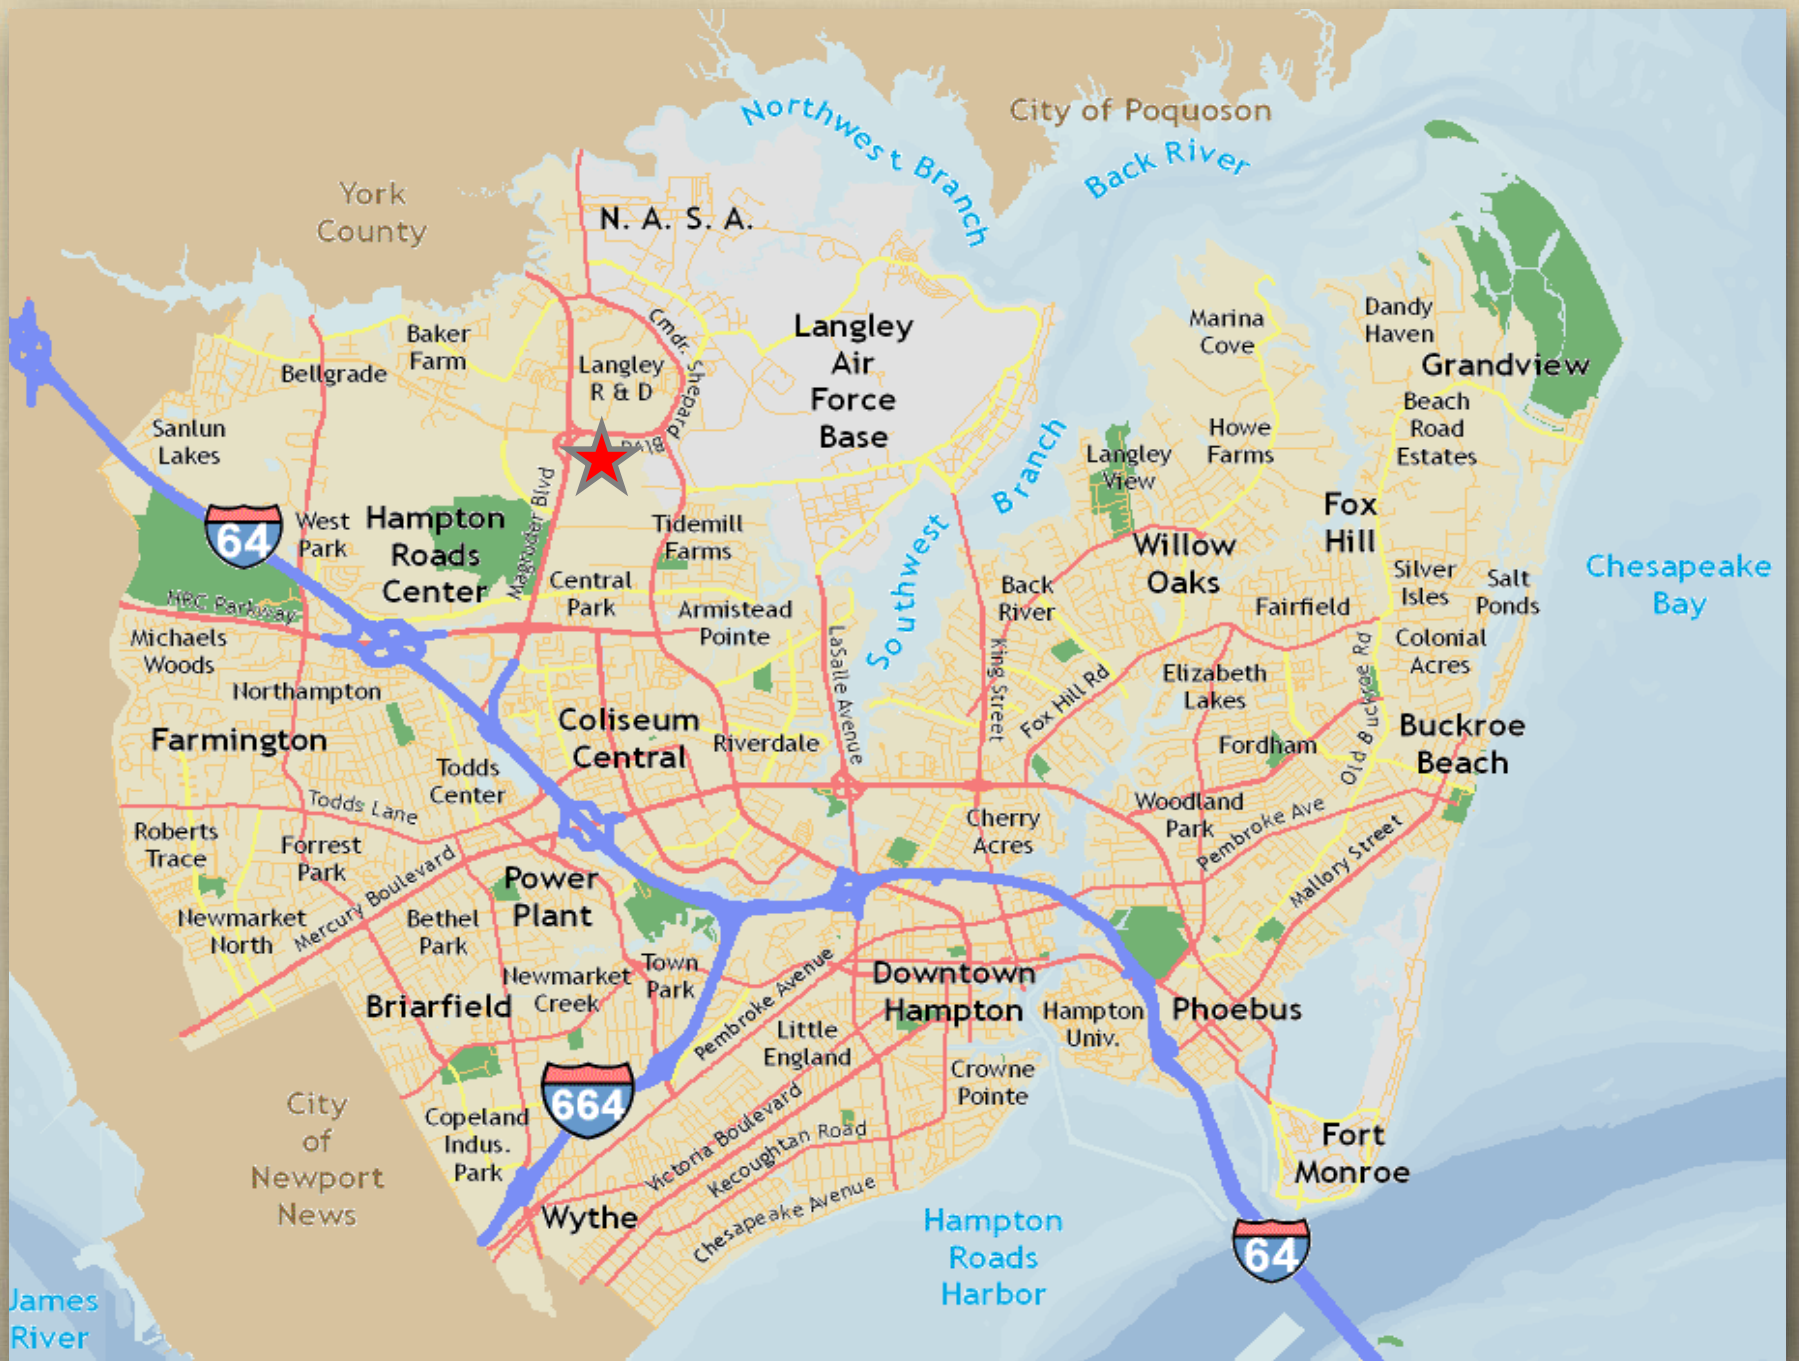 Northwest Branch
City of Poquoson
Back River
York
County
N. A. S. A.
Cmdr. Shepard
Blvd
Langley
Air
Force
Base
Langley
R & D
Baker
Farm
Bellgrade
Sanlun
Lakes
Marina
Cove
Dandy
Haven
Grandview
Beach
Road
Estates
Howe
Farms
Langley
View
Southwest
Branch
Fox
Hill
64
West
Park
Hampton
Roads
Center
Magruder Blvd
Tidemill
Farms
Willow
Oaks
Chesapeake
Bay
Silver
Isles
Salt
Ponds
Back
River
Fairfield
Central
Park
Armistead
Pointe
HRC Parkway
Michaels
Woods
Colonial
Acres
Northampton
LaSalle Avenue
King Street
Fox Hill Rd
Elizabeth
Lakes
Old Buckroe Rd
Farmington
Coliseum
Central
Riverdale
Fordham
Buckroe
Beach
Todds
Center
Todds Lane
Woodland
Park
Pembroke Ave
Mallory Street
Cherry
Acres
Roberts
Trace
Forrest
Park
Mercury Boulevard
Power
Plant
Newmarket
North
Bethel
Park
Newmarket
Creek
Town
Park
Pembroke Avenue
Downtown
Hampton
Hampton
Univ.
Phoebus
Briarfield
Little
England
Crowne
Pointe
664
City
of
Newport
News
Copeland
Indus.
Park
Victoria Boulevard
Kecoughtan Road
Chesapeake Avenue
Fort
Monroe
Wythe
Hampton
Roads
Harbor
64
James
River